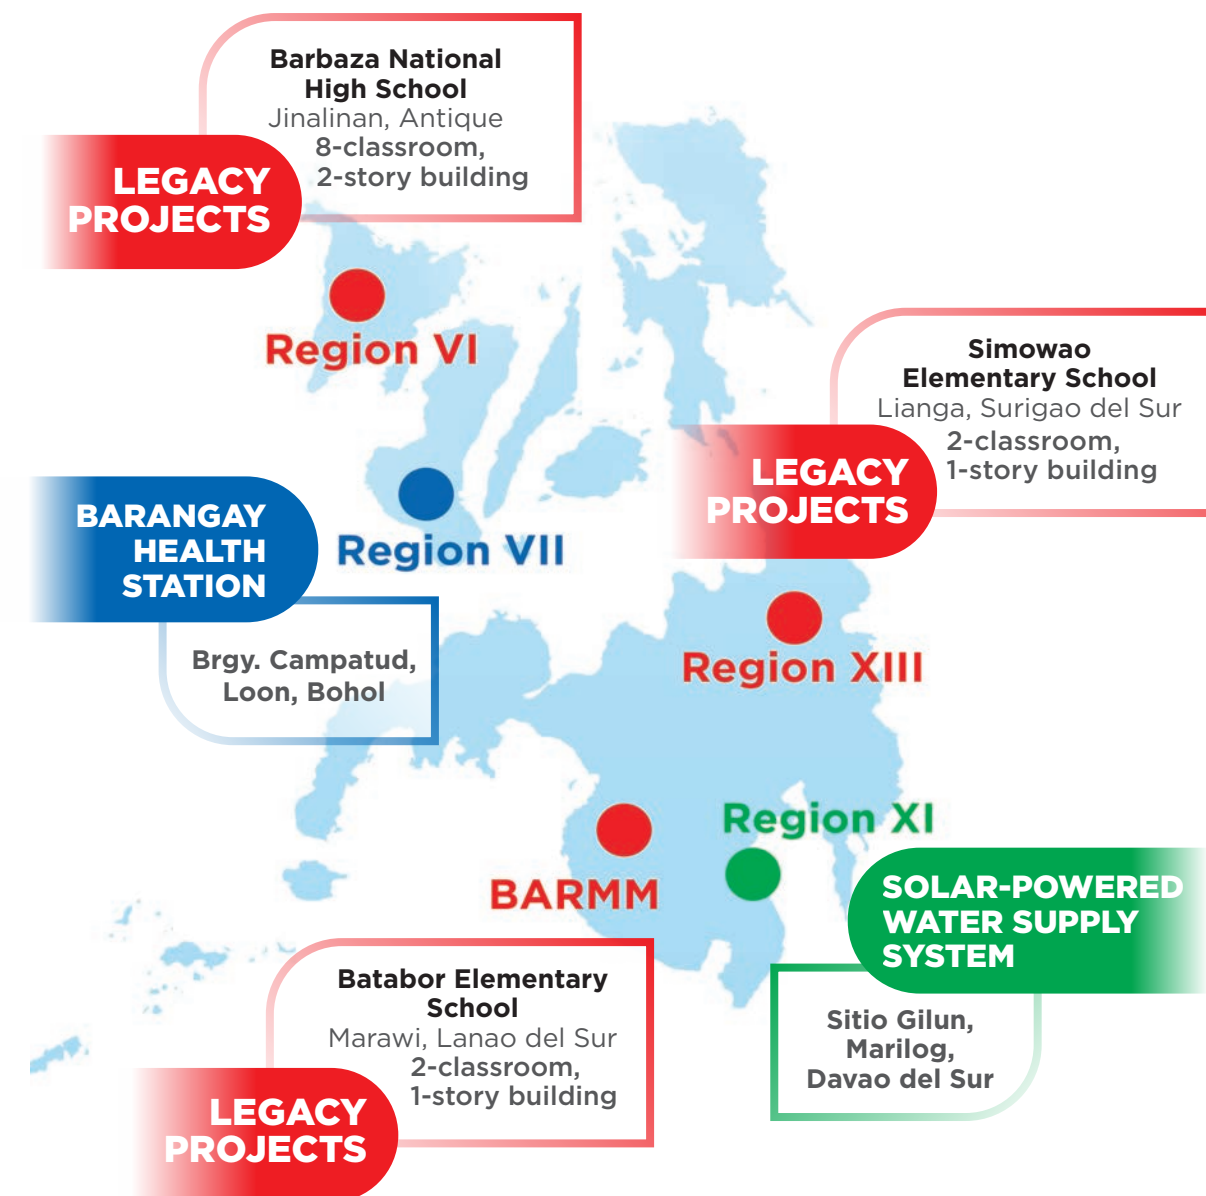 Barbaza National
High School
Jinalinan, Antique
8-classroom,
2-story building
LEGACY
PROJECTS
Region VI
Simowao
Elementary School
Lianga, Surigao del Sur
2-classroom,
1-story building
LEGACY
PROJECTS
BARANGAY
HEALTH
STATION
Region VII
Brgy. Campatud,
Loon, Bohol
Region XIII
Region XI
BARMM
SOLAR-POWERED
WATER SUPPLY
SYSTEM
Sitio Gilun,
Marilog,
Davao del Sur
Batabor Elementary
School
Marawi, Lanao del Sur
2-classroom,
1-story building
LEGACY
PROJECTS